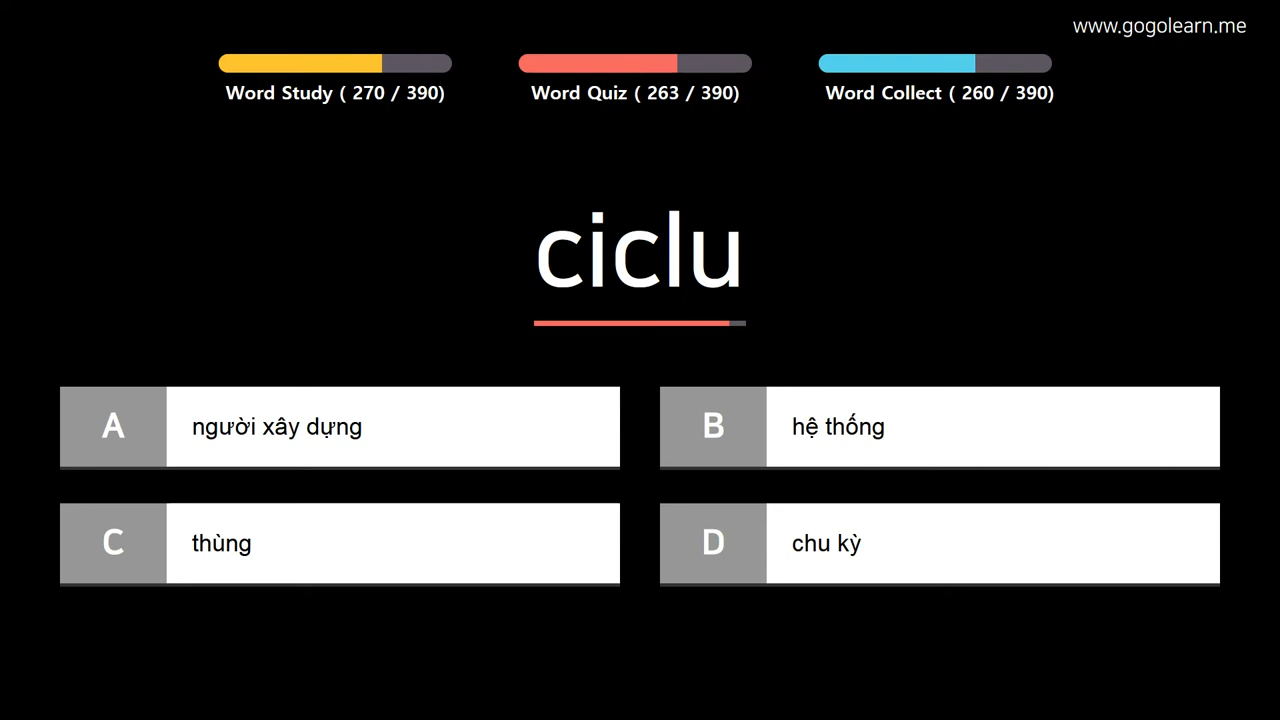 www.gogolearn.me
Word Study ( 270 / 390)
Word Quiz ( 263 / 390)
Word Collect ( 260 / 390)
ciclu
A
người xây dựng
B
hệ thống
C
thùng
D
chu kỳ